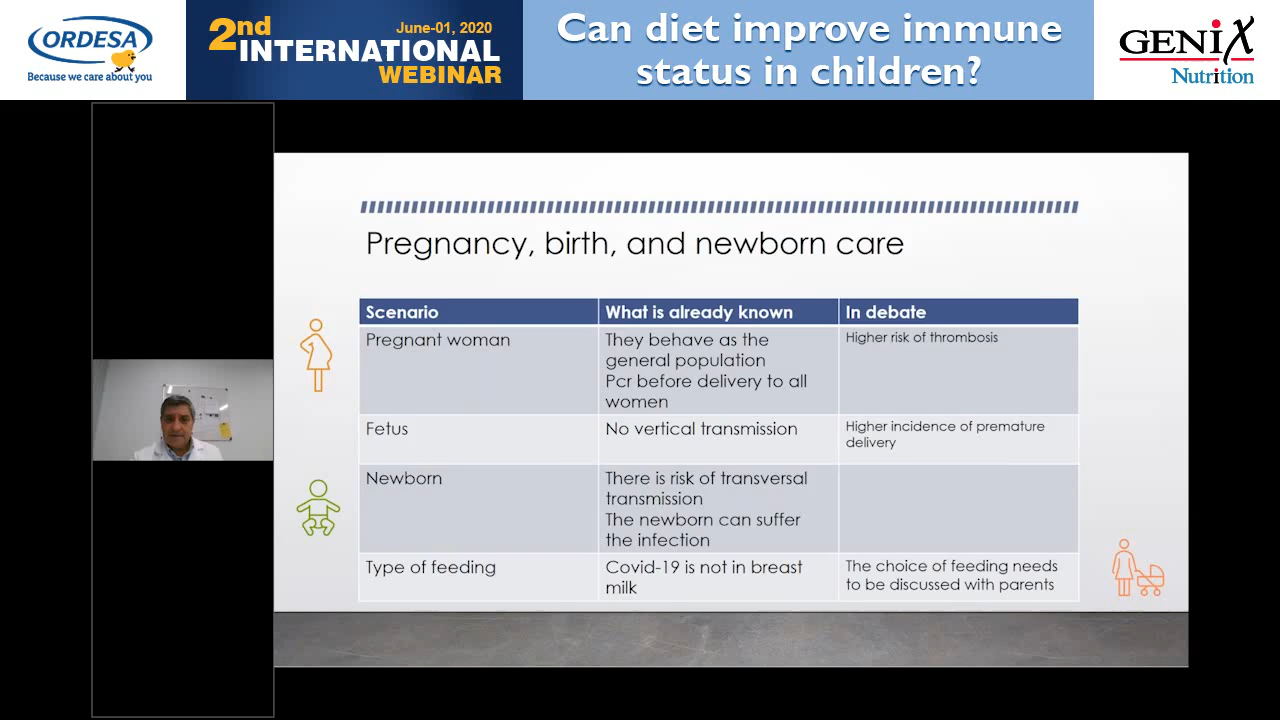 ORDESA
Because we care about you
June-01, 2020
2nd
INTERNATIONAL
WEBINAR
Can diet improve immune
status in children?
GENiX
Nutrition
Pregnancy, birth, and newborn care
Scenario
What is already known
In debate
Pregnant woman
They behave as the
general population
Pcr before delivery to all
women
Higher risk of thrombosis
Fetus
No vertical transmission
Higher incidence of premature
delivery
Newborn
There is risk of transversal
transmission
The newborn can suffer
the infection
Type of feeding
Covid-19 is not in breast
milk
The choice of feeding needs
to be discussed with parents